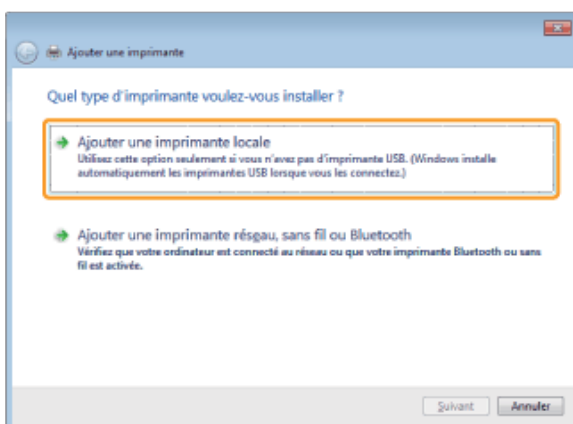 Ajouter une imprimante
Quel type d'imprimante voulez-vous installer ?
Ajouter une imprimante locale
Utilisez cette option seulement si vous n'avez pas d'imprimante USB. (Windows installe
automatiquement les imprimantes USB lorsque vous les connectez.)
Ajouter une imprimante réseau, sans fil ou Bluetooth
Vérifiez que votre ordinateur est connecté au réseau ou que votre imprimante Bluetooth ou sans
fil est activée.
Suivant Annuler